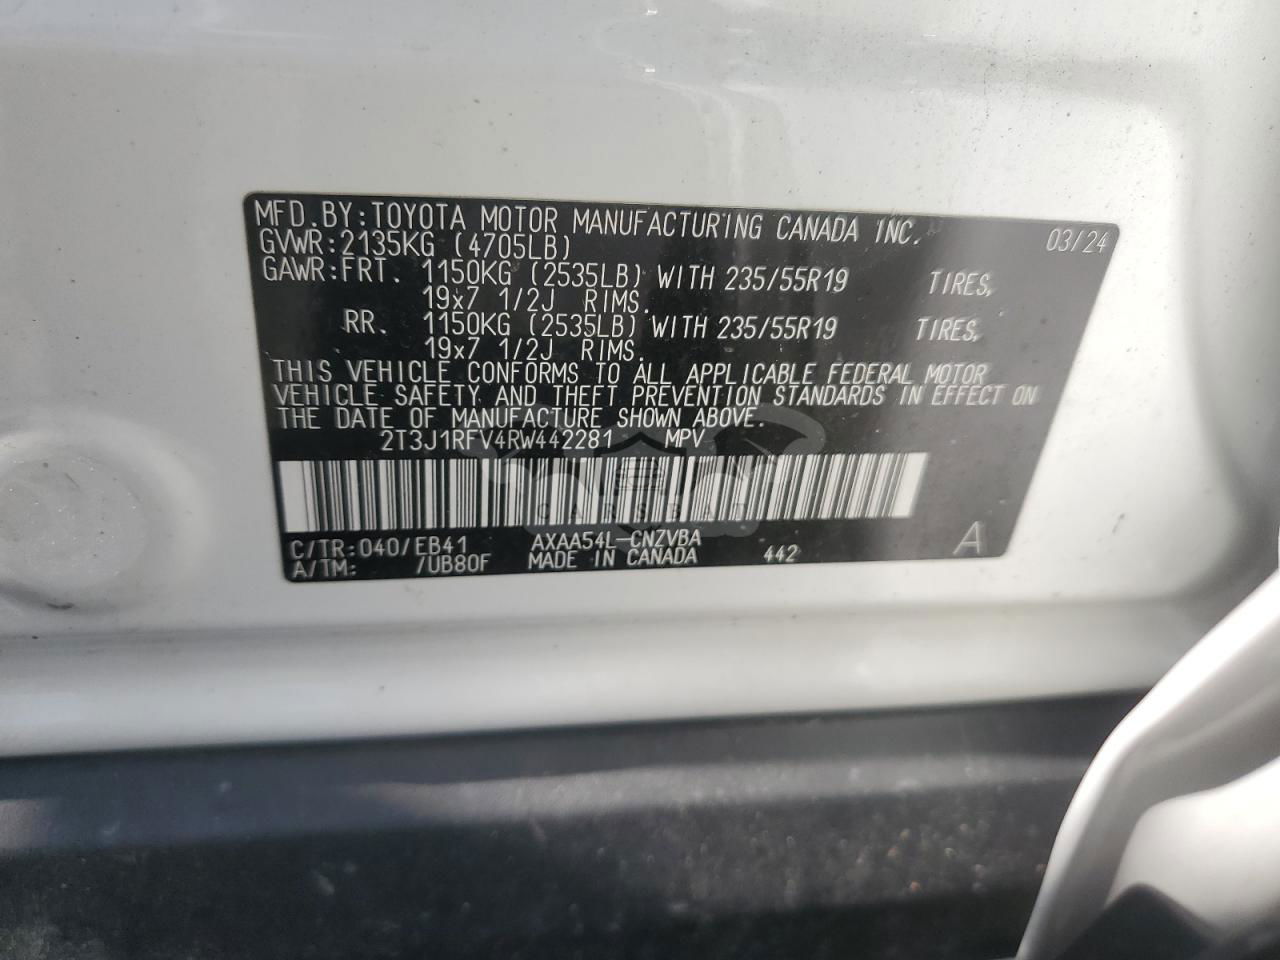 MFD.BY:TOYOTA MOTOR MANUFACTURING CANADA INC. 03/24
GVWR:2135KG (4705LB)
GAWR:FRT. 1150KG (2535LB) WITH 235/55R19 TIRES,
19x7 1/2J RIMS.
RR. 1150KG (2535LB) WITH 235/55R19 TIRES,
19x7 1/2J RIMS.
THIS VEHICLE CONFORMS TO ALL APPLICABLE FEDERAL MOTOR
VEHICLE SAFETY AND THEFT PREVENTION STANDARDS IN EFFECT ON
THE DATE OF MANUFACTURE SHOWN ABOVE.
2T3J1RFV4RW442281 MPV
CARSBAD
C/TR:040/EB41 AXAA54L-CNZVBA 442 A
A/TM: /UB80F MADE IN CANADA